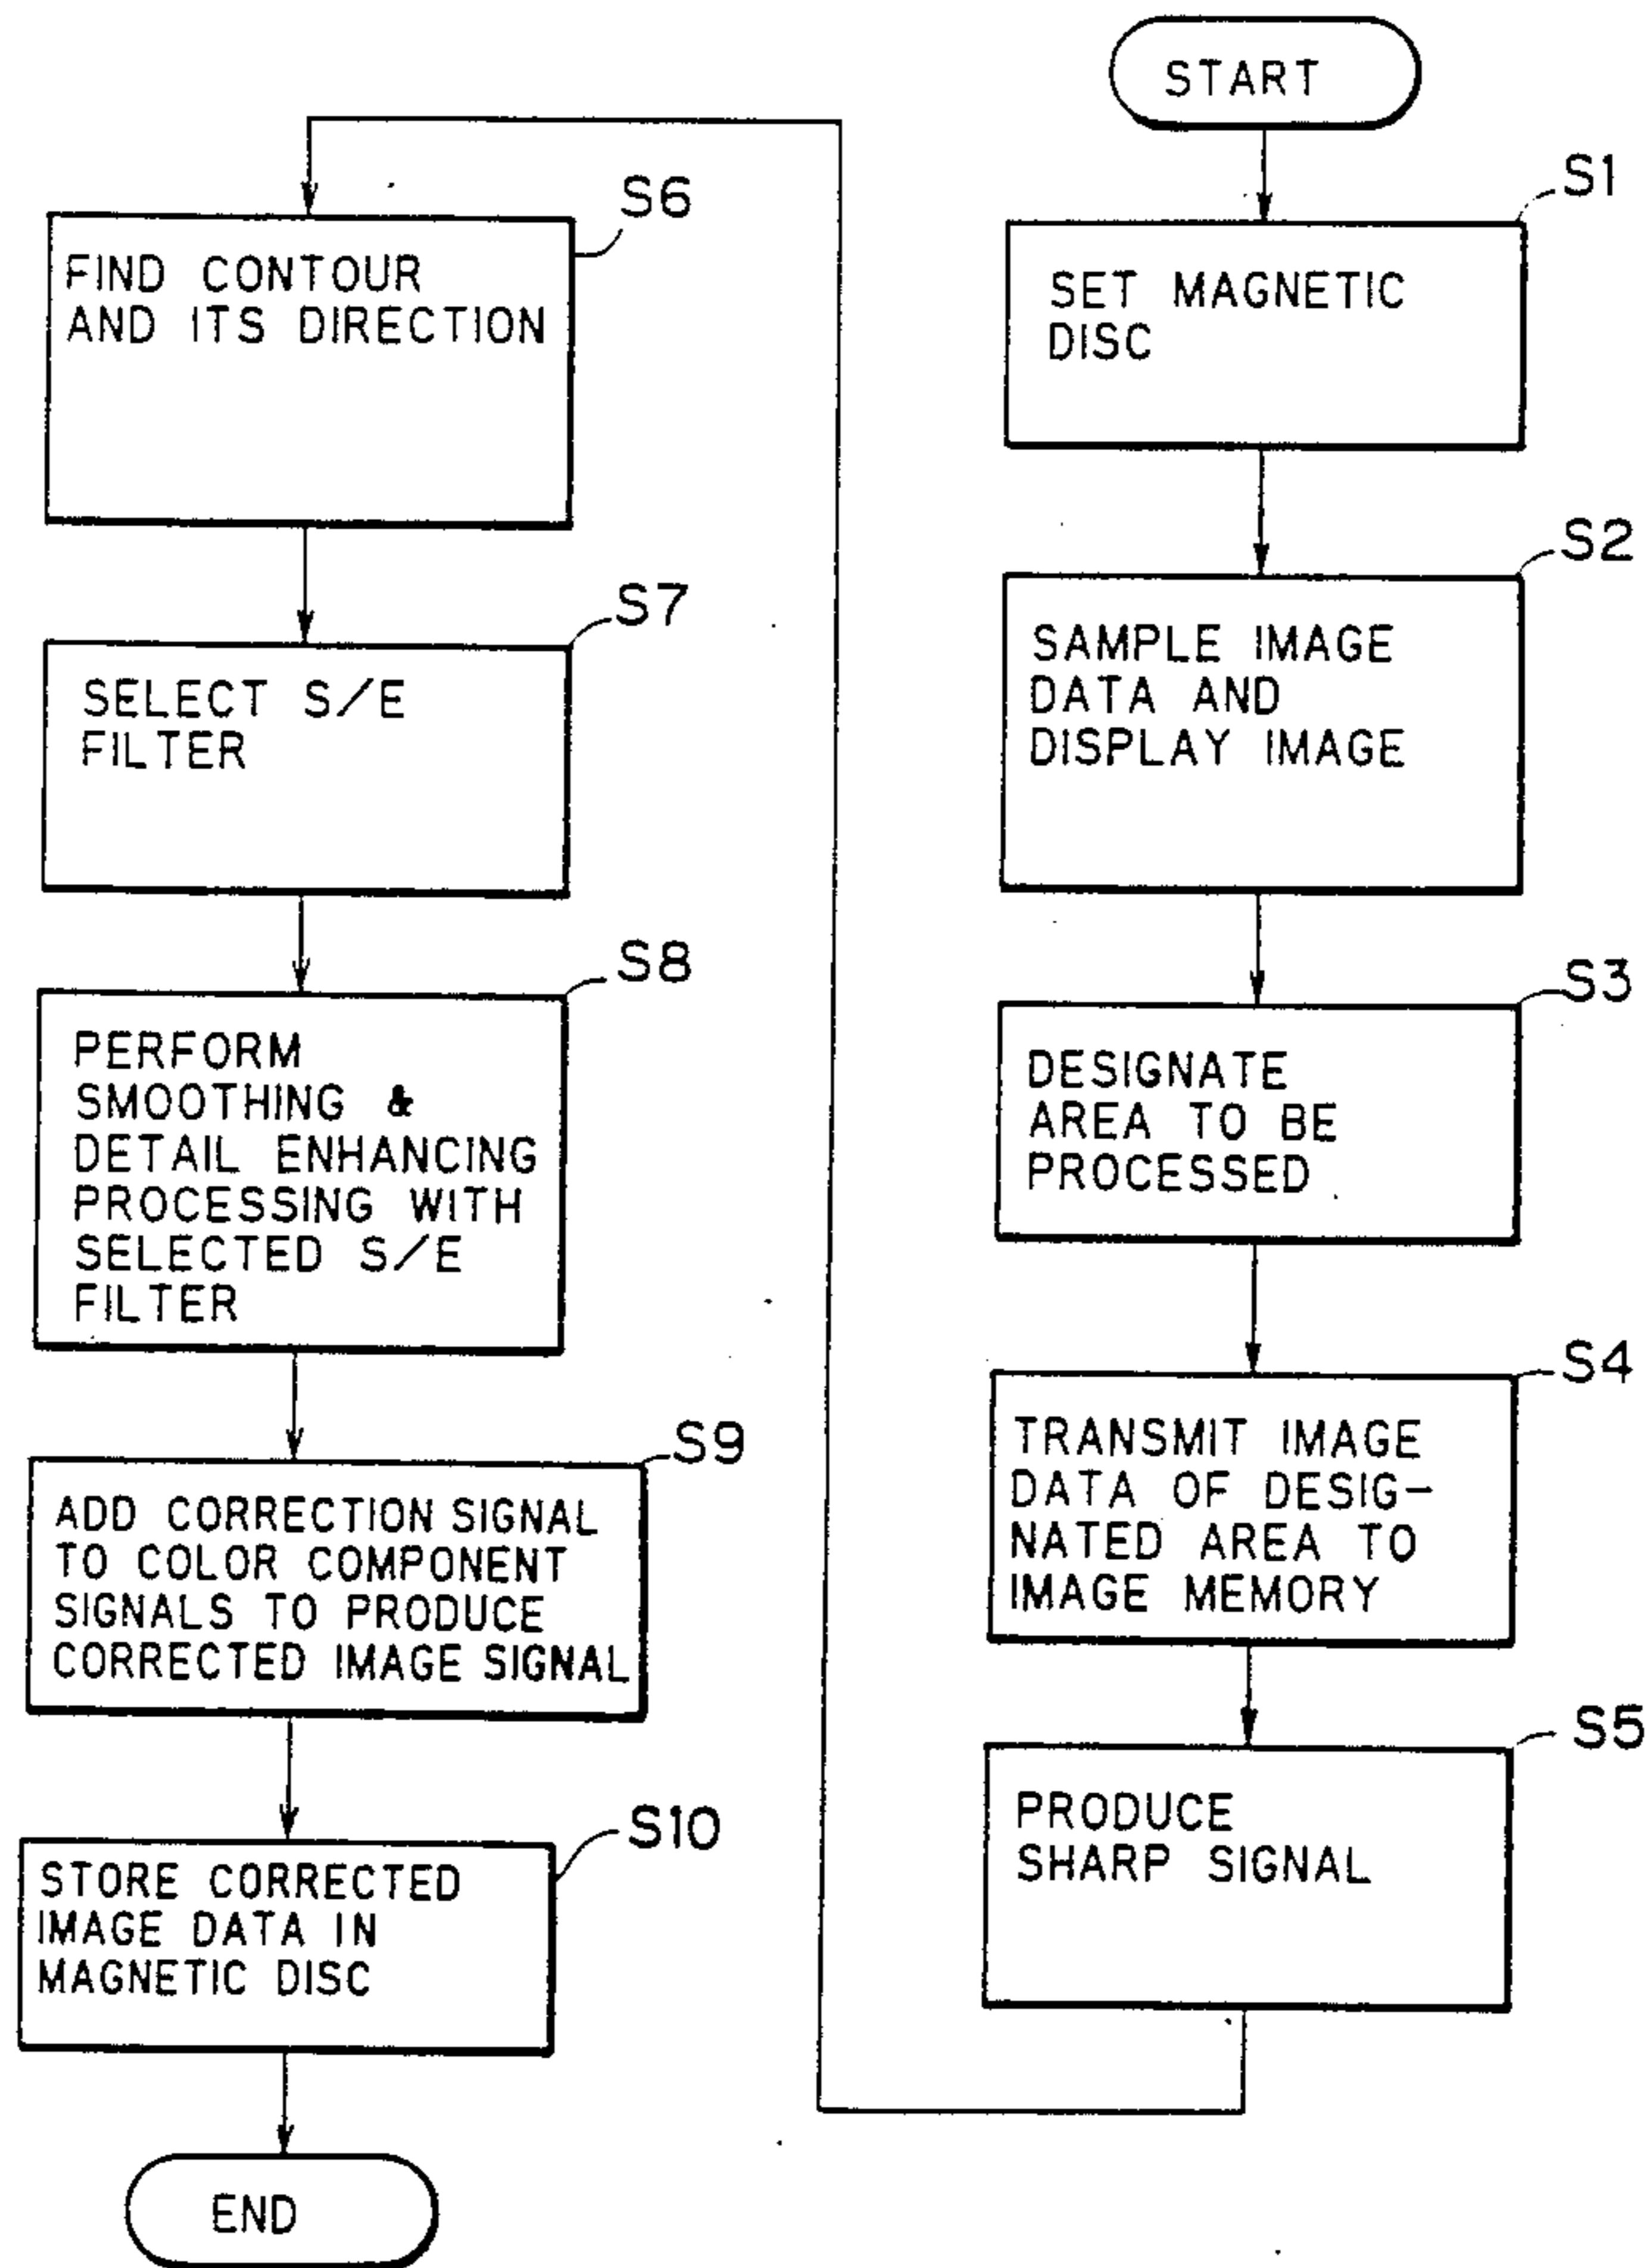 START
S1
SET MAGNETIC
DISC
S2
SAMPLE IMAGE
DATA AND
DISPLAY IMAGE
S3
DESIGNATE
AREA TO BE
PROCESSED
S4
TRANSMIT IMAGE
DATA OF DESIG-
NATED AREA TO
IMAGE MEMORY
S5
PRODUCE
SHARP SIGNAL
S6
FIND CONTOUR
AND ITS DIRECTION
S7
SELECT S/E
FILTER
S8
PERFORM
SMOOTHING &
DETAIL ENHANCING
PROCESSING WITH
SELECTED S/E
FILTER
S9
ADD CORRECTION SIGNAL
TO COLOR COMPONENT
SIGNALS TO PRODUCE
CORRECTED IMAGE SIGNAL
S10
STORE CORRECTED
IMAGE DATA IN
MAGNETIC DISC
END